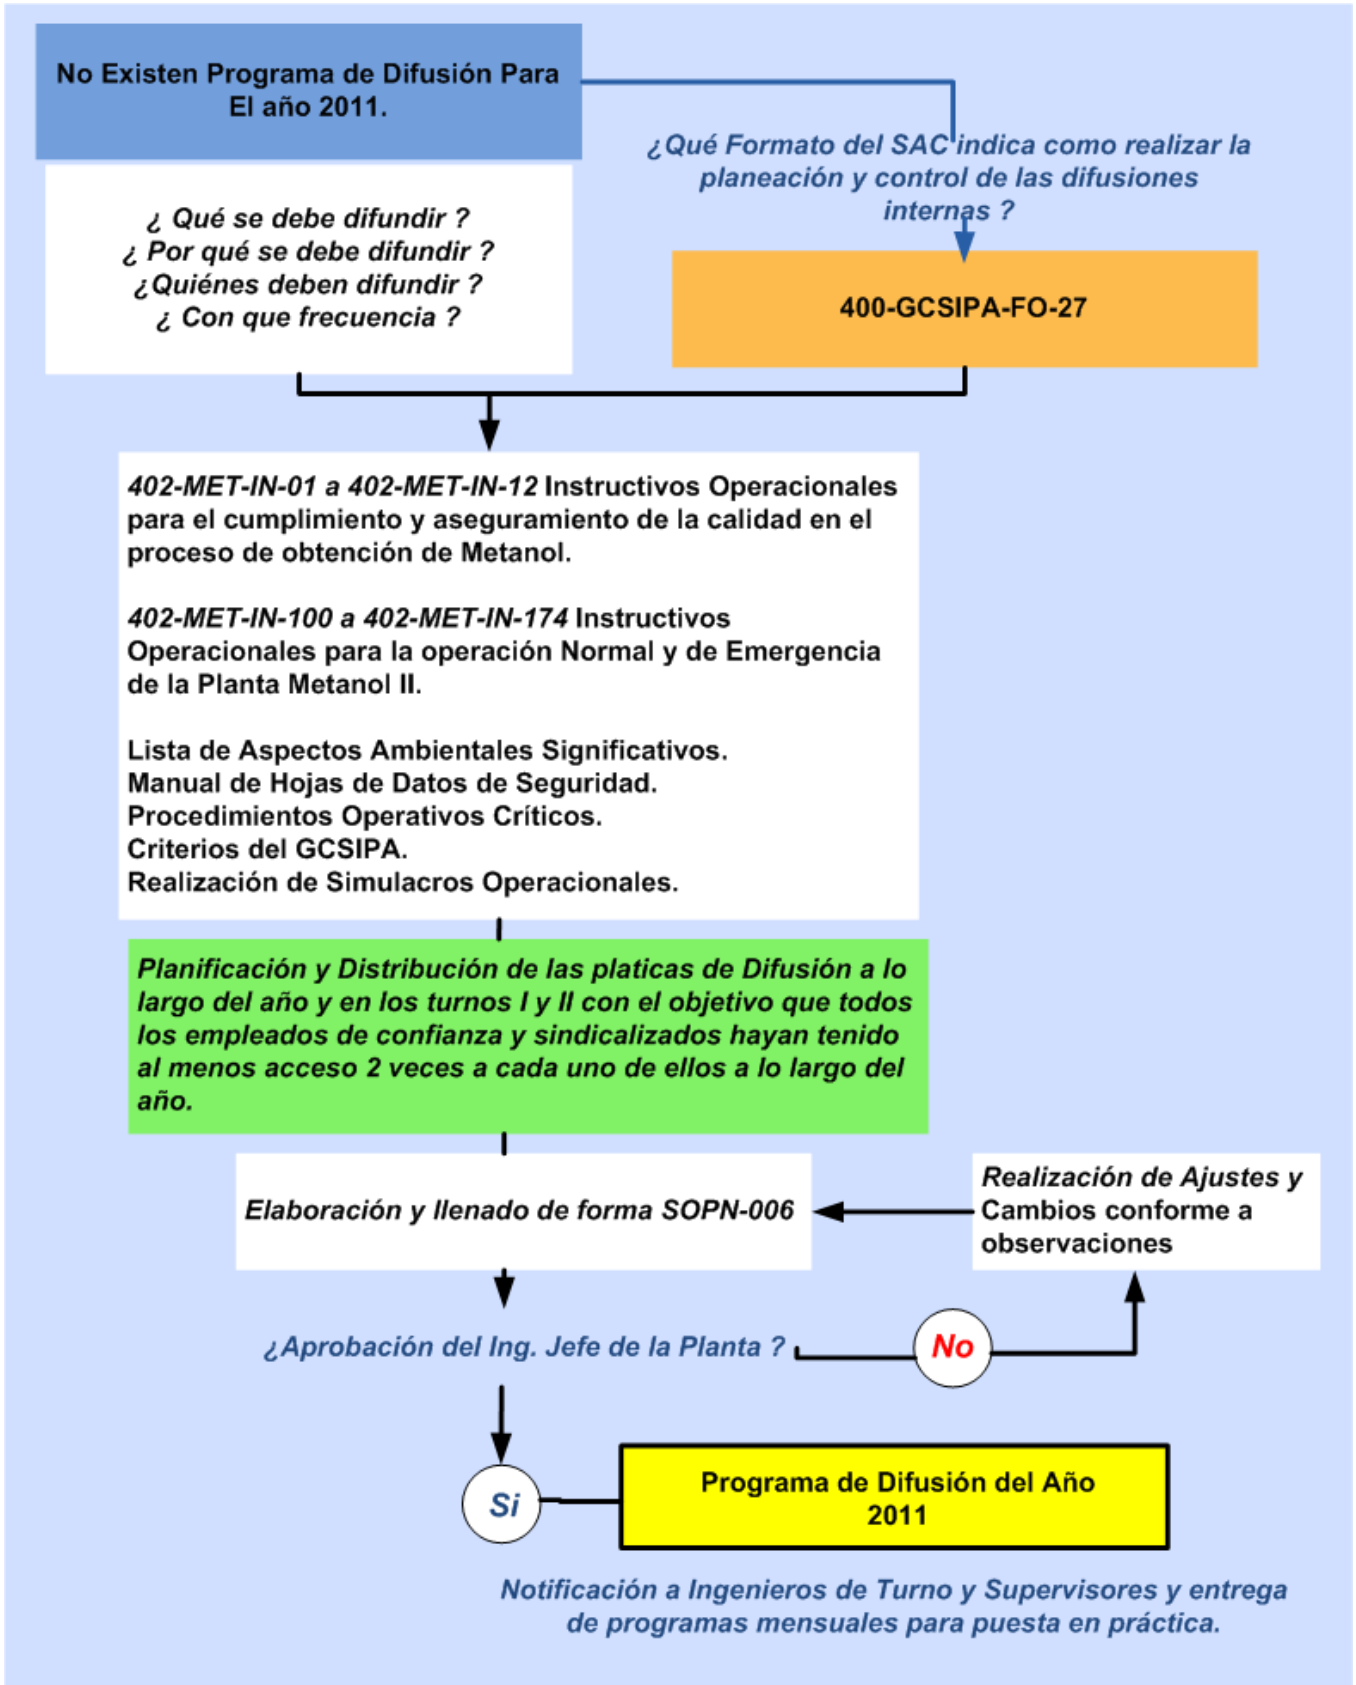 No Existen Programa de Difusión Para
El año 2011.
¿Qué Formato del SAC indica como realizar la
planeación y control de las difusiones
internas ?
¿ Qué se debe difundir ?
¿ Por qué se debe difundir ?
¿Quiénes deben difundir ?
¿ Con que frecuencia ?
400-GCSIPA-FO-27
402-MET-IN-01 a 402-MET-IN-12 Instructivos Operacionales
para el cumplimiento y aseguramiento de la calidad en el
proceso de obtención de Metanol.
402-MET-IN-100 a 402-MET-IN-174 Instructivos
Operacionales para la operación Normal y de Emergencia
de la Planta Metanol II.
Lista de Aspectos Ambientales Significativos.
Manual de Hojas de Datos de Seguridad.
Procedimientos Operativos Críticos.
Criterios del GCSIPA.
Realización de Simulacros Operacionales.
Planificación y Distribución de las platicas de Difusión a lo
largo del año y en los turnos I y II con el objetivo que todos
los empleados de confianza y sindicalizados hayan tenido
al menos acceso 2 veces a cada uno de ellos a lo largo del
año.
Elaboración y llenado de forma SOPN-006
Realización de Ajustes y
Cambios conforme a
observaciones
¿Aprobación del Ing. Jefe de la Planta ?
No
Si
Programa de Difusión del Año
2011
Notificación a Ingenieros de Turno y Supervisores y entrega
de programas mensuales para puesta en práctica.